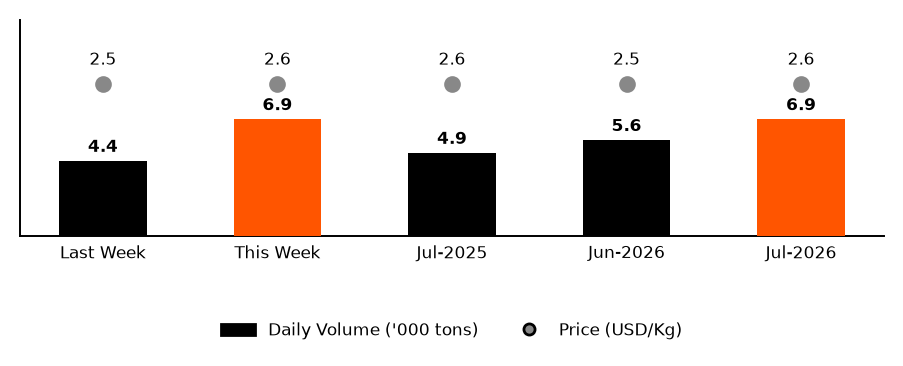 2.5 2.6 2.6 2.5 2.6
6.9 6.9
5.6
4.9
4.4
Last Week This Week Jul-2025 Jun-2026 Jul-2026
Daily Volume ('000 tons) Price (USD/Kg)